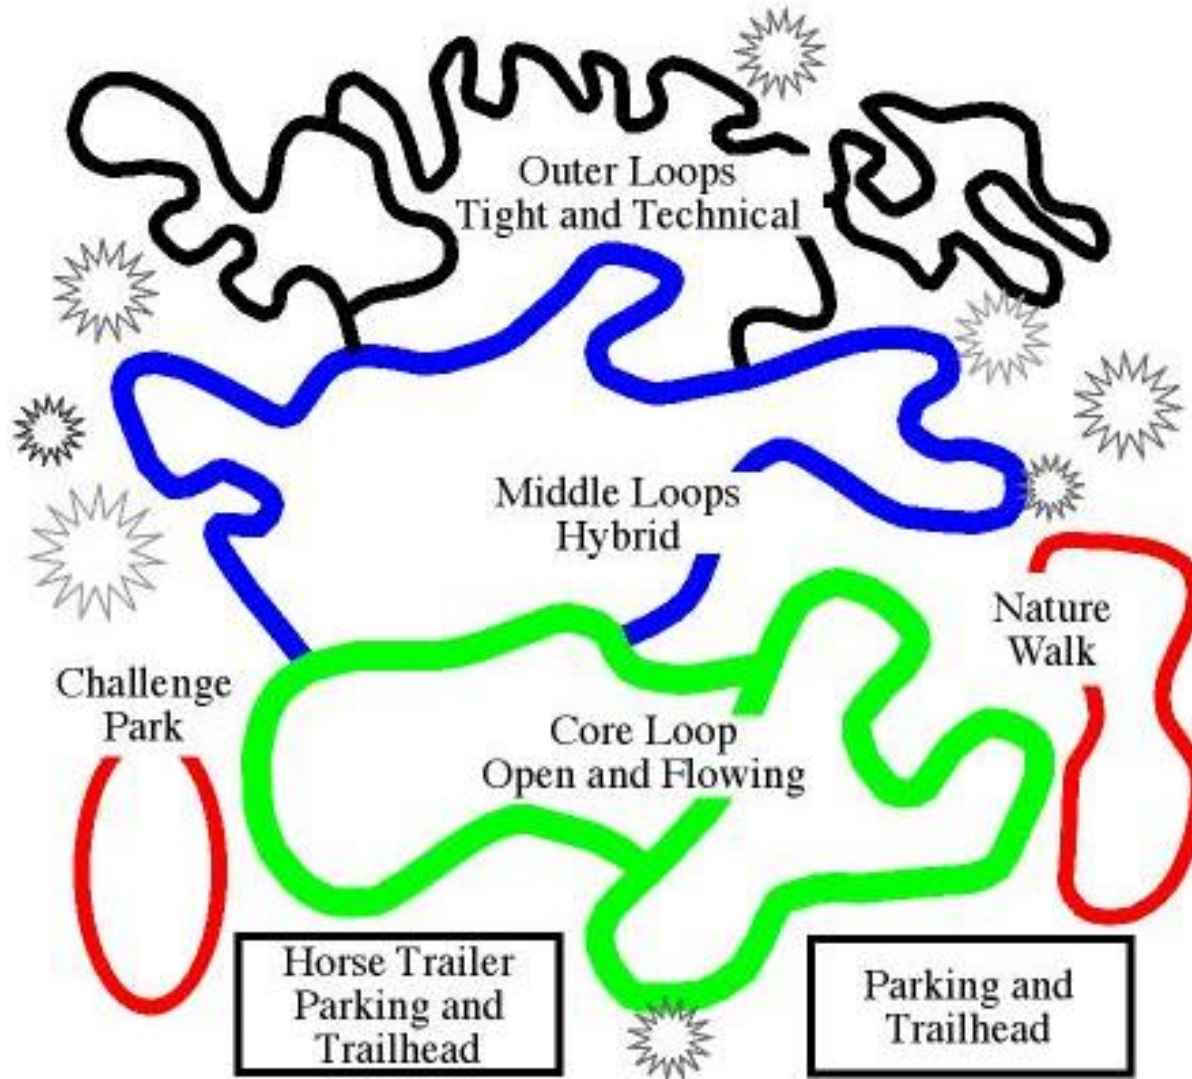 Outer Loops
Tight and Technical
Middle Loops
Hybrid
Nature
Walk
Challenge
Park
Core Loop
Open and Flowing
Horse Trailer
Parking and
Trailhead
Parking and
Trailhead